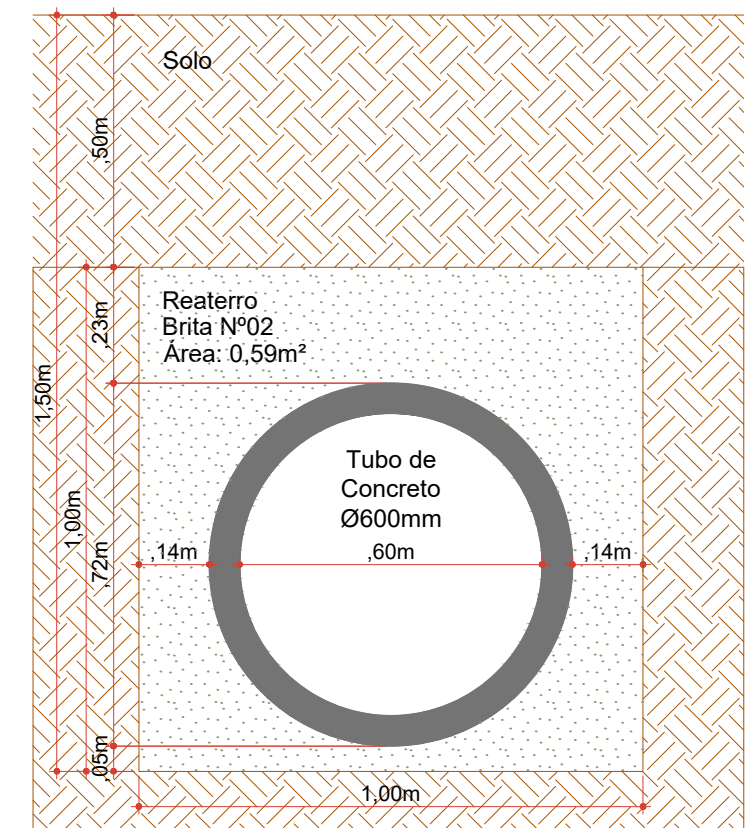 Solo
,50m
Reaterro
Brita Nº02
Área: 0,59m²
,23m
1,50m
Tubo de
Concreto
Ø600mm
1,00m
,72m
,14m
,60m
,14m
,05m
1,00m